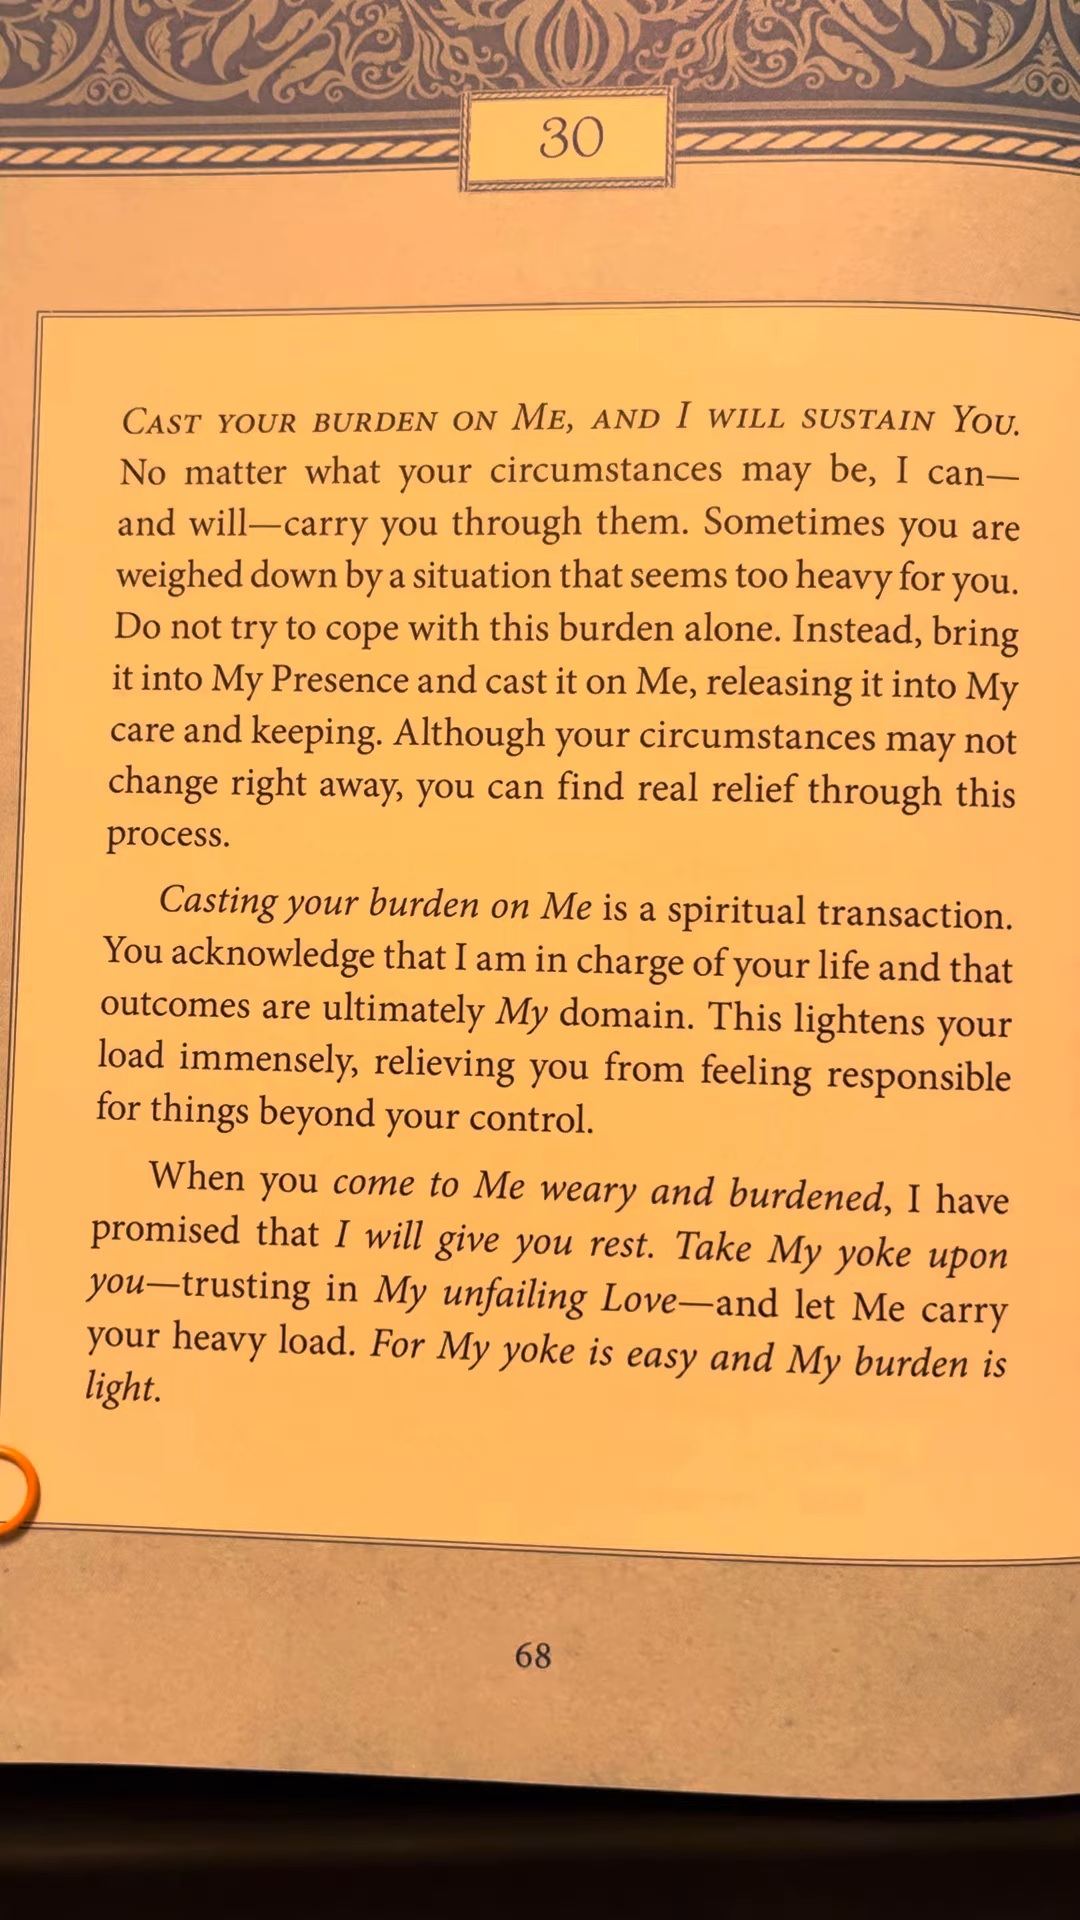 30
Cast your burden on Me, and I will sustain You.
No matter what your circumstances may be, I can—
and will—carry you through them. Sometimes you are
weighed down by a situation that seems too heavy for you.
Do not try to cope with this burden alone. Instead, bring
it into My Presence and cast it on Me, releasing it into My
care and keeping. Although your circumstances may not
change right away, you can find real relief through this
process.
Casting your burden on Me is a spiritual transaction.
You acknowledge that I am in charge of your life and that
outcomes are ultimately My domain. This lightens your
load immensely, relieving you from feeling responsible
for things beyond your control.
When you come to Me weary and burdened, I have
promised that I will give you rest. Take My yoke upon
you—trusting in My unfailing Love—and let Me carry
your heavy load. For My yoke is easy and My burden is
light.
68